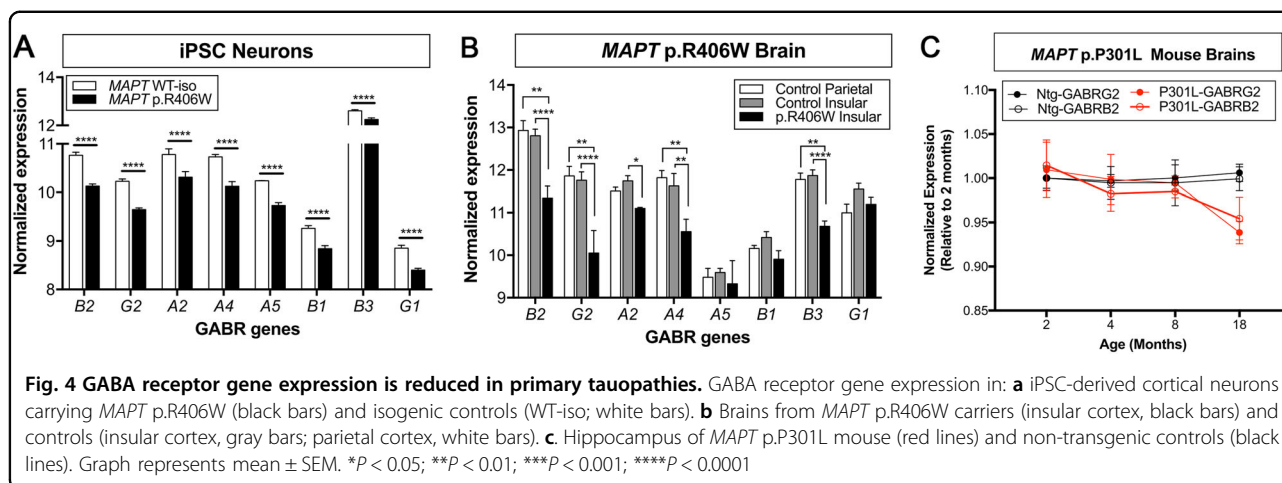 A
iPSC Neurons
MAPT WT-iso
MAPT p.R406W
Normalized expression
14
13
12
11
10
9
8
****
****
****
****
****
****
****
****
B2 G2 A2 A4 A5 B1 B3 G1
GABR genes
B
MAPT p.R406W Brain
Control Parietal
Control Insular
p.R406W Insular
Normalized expression
14
13
12
11
10
9
**
****
**
****
*
**
**
**
****
B2 G2 A2 A4 A5 B1 B3 G1
GABR genes
C
MAPT p.P301L Mouse Brains
Ntg-GABRG2
Ntg-GABRB2
P301L-GABRG2
P301L-GABRB2
Normalized Expression
(Relative to 2 months)
1.10
1.05
1.00
0.95
0.90
0.85
2 4 8 18
Age (Months)
Fig. 4 GABA receptor gene expression is reduced in primary tauopathies. GABA receptor gene expression in: a iPSC-derived cortical neurons
carrying MAPT p.R406W (black bars) and isogenic controls (WT-iso; white bars). b Brains from MAPT p.R406W carriers (insular cortex, black bars) and
controls (insular cortex, gray bars; parietal cortex, white bars). c. Hippocampus of MAPT p.P301L mouse (red lines) and non-transgenic controls (black
lines). Graph represents mean ± SEM. *P < 0.05; **P < 0.01; ***P < 0.001; ****P < 0.0001